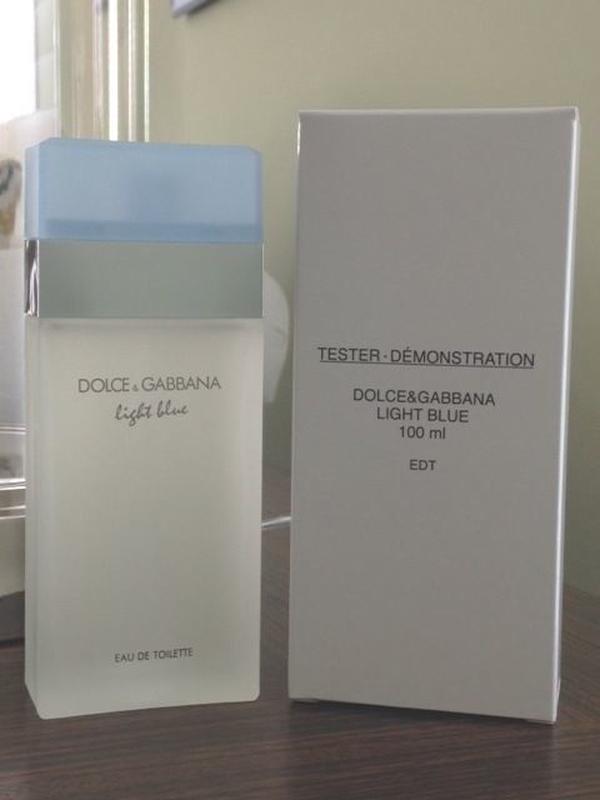 DOLCE & GABBANA
light blue
EAU DE TOILETTE
TESTER - DÉMONSTRATION
DOLCE&GABBANA
LIGHT BLUE
100 ml
EDT